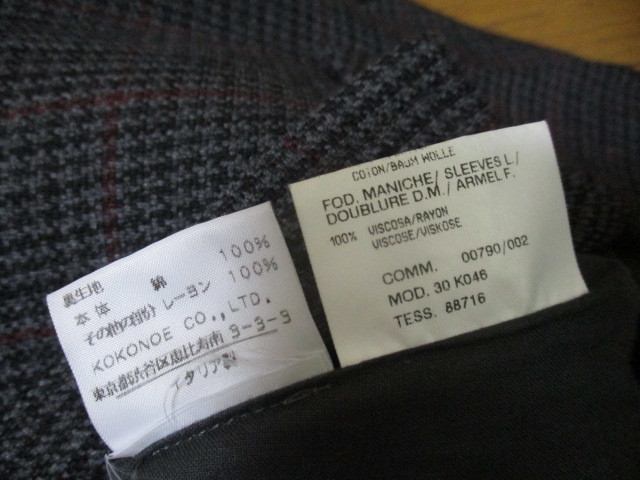 裏生地
本体 綿 100%
その他の部分 レーヨン 100%
KOKONOE CO., LTD.
東京都渋谷区恵比寿南 3-3-3
イタリア製
COTON/BAUM WOLLE
FOD. MANICHE/ SLEEVES L/
DOUBLURE D.M./ ARMELF.
100% VISCOSA/RAYON
VISCOSE/VISKOSE
COMM. 00790/002
MOD. 30 K046
TESS. 88716